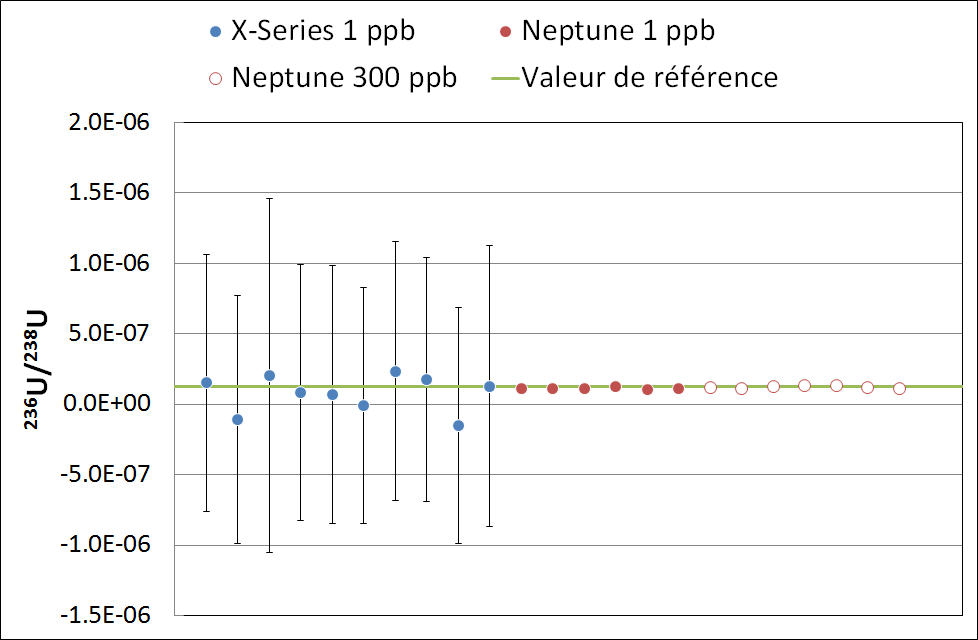 X-Series 1 ppb
Neptune 1 ppb
Neptune 300 ppb
Valeur de référence
2.0E-06
1.5E-06
1.0E-06
5.0E-07
0.0E+00
-5.0E-07
-1.0E-06
-1.5E-06
²³⁶U/²³⁸U